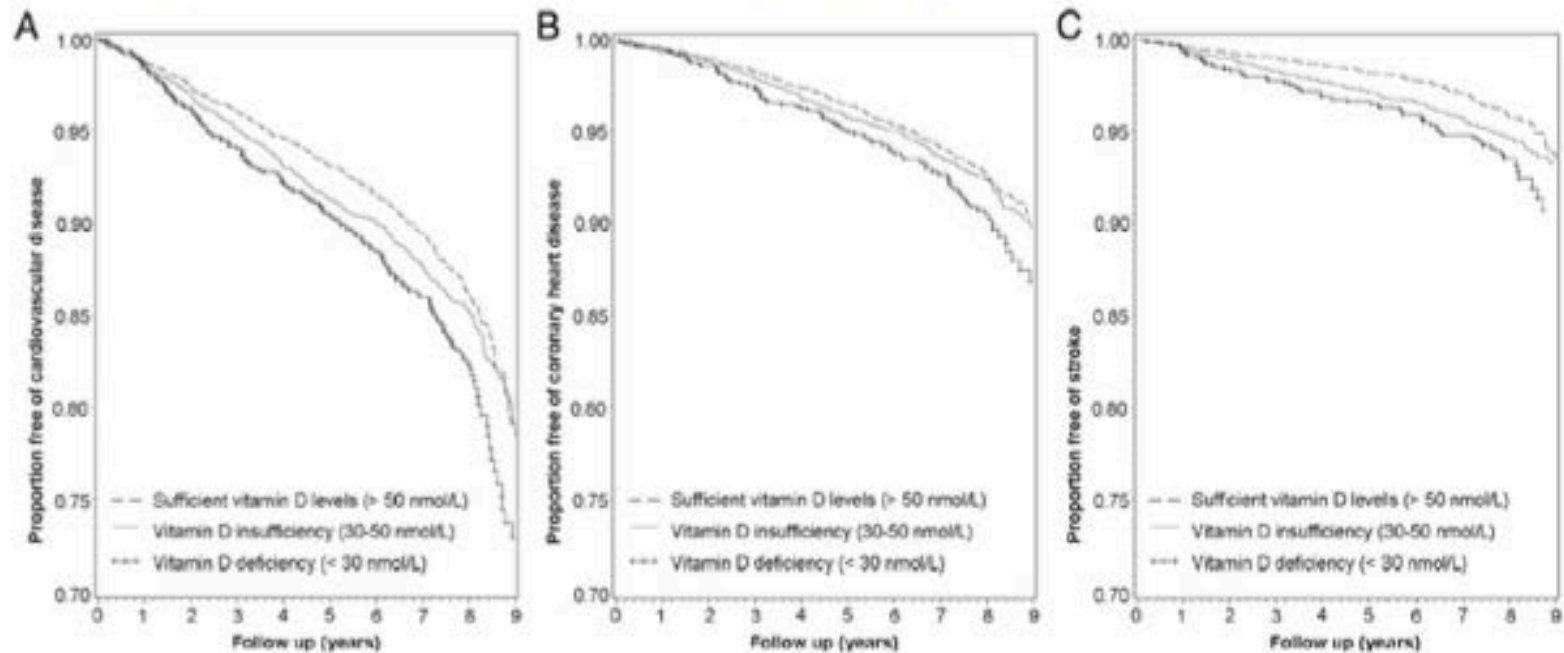 A
Proportion free of cardiovascular disease
1.00
0.95
0.90
0.85
0.80
0.75
0.70
Sufficient vitamin D levels (> 50 nmol/L)
Vitamin D insufficiency (30-50 nmol/L)
Vitamin D deficiency (< 30 nmol/L)
0 1 2 3 4 5 6 7 8 9
Follow up (years)
B
Proportion free of coronary heart disease
1.00
0.95
0.90
0.85
0.80
0.75
0.70
Sufficient vitamin D levels (> 50 nmol/L)
Vitamin D insufficiency (30-50 nmol/L)
Vitamin D deficiency (< 30 nmol/L)
0 1 2 3 4 5 6 7 8 9
Follow up (years)
C
Proportion free of stroke
1.00
0.95
0.90
0.85
0.80
0.75
0.70
Sufficient vitamin D levels (> 50 nmol/L)
Vitamin D insufficiency (30-50 nmol/L)
Vitamin D deficiency (< 30 nmol/L)
0 1 2 3 4 5 6 7 8 9
Follow up (years)